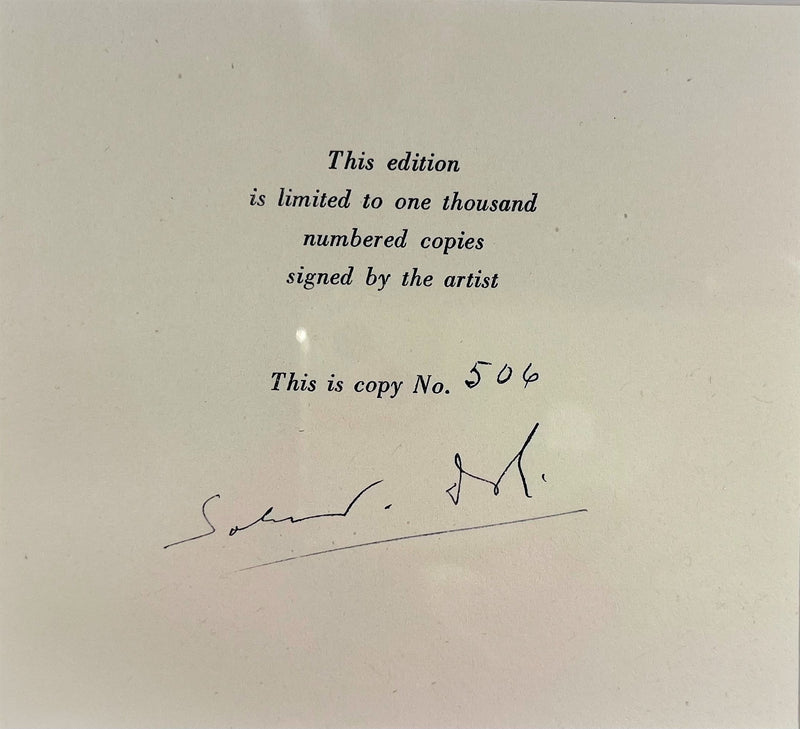 This edition
is limited to one thousand
numbered copies
signed by the artist
This is copy No. 506